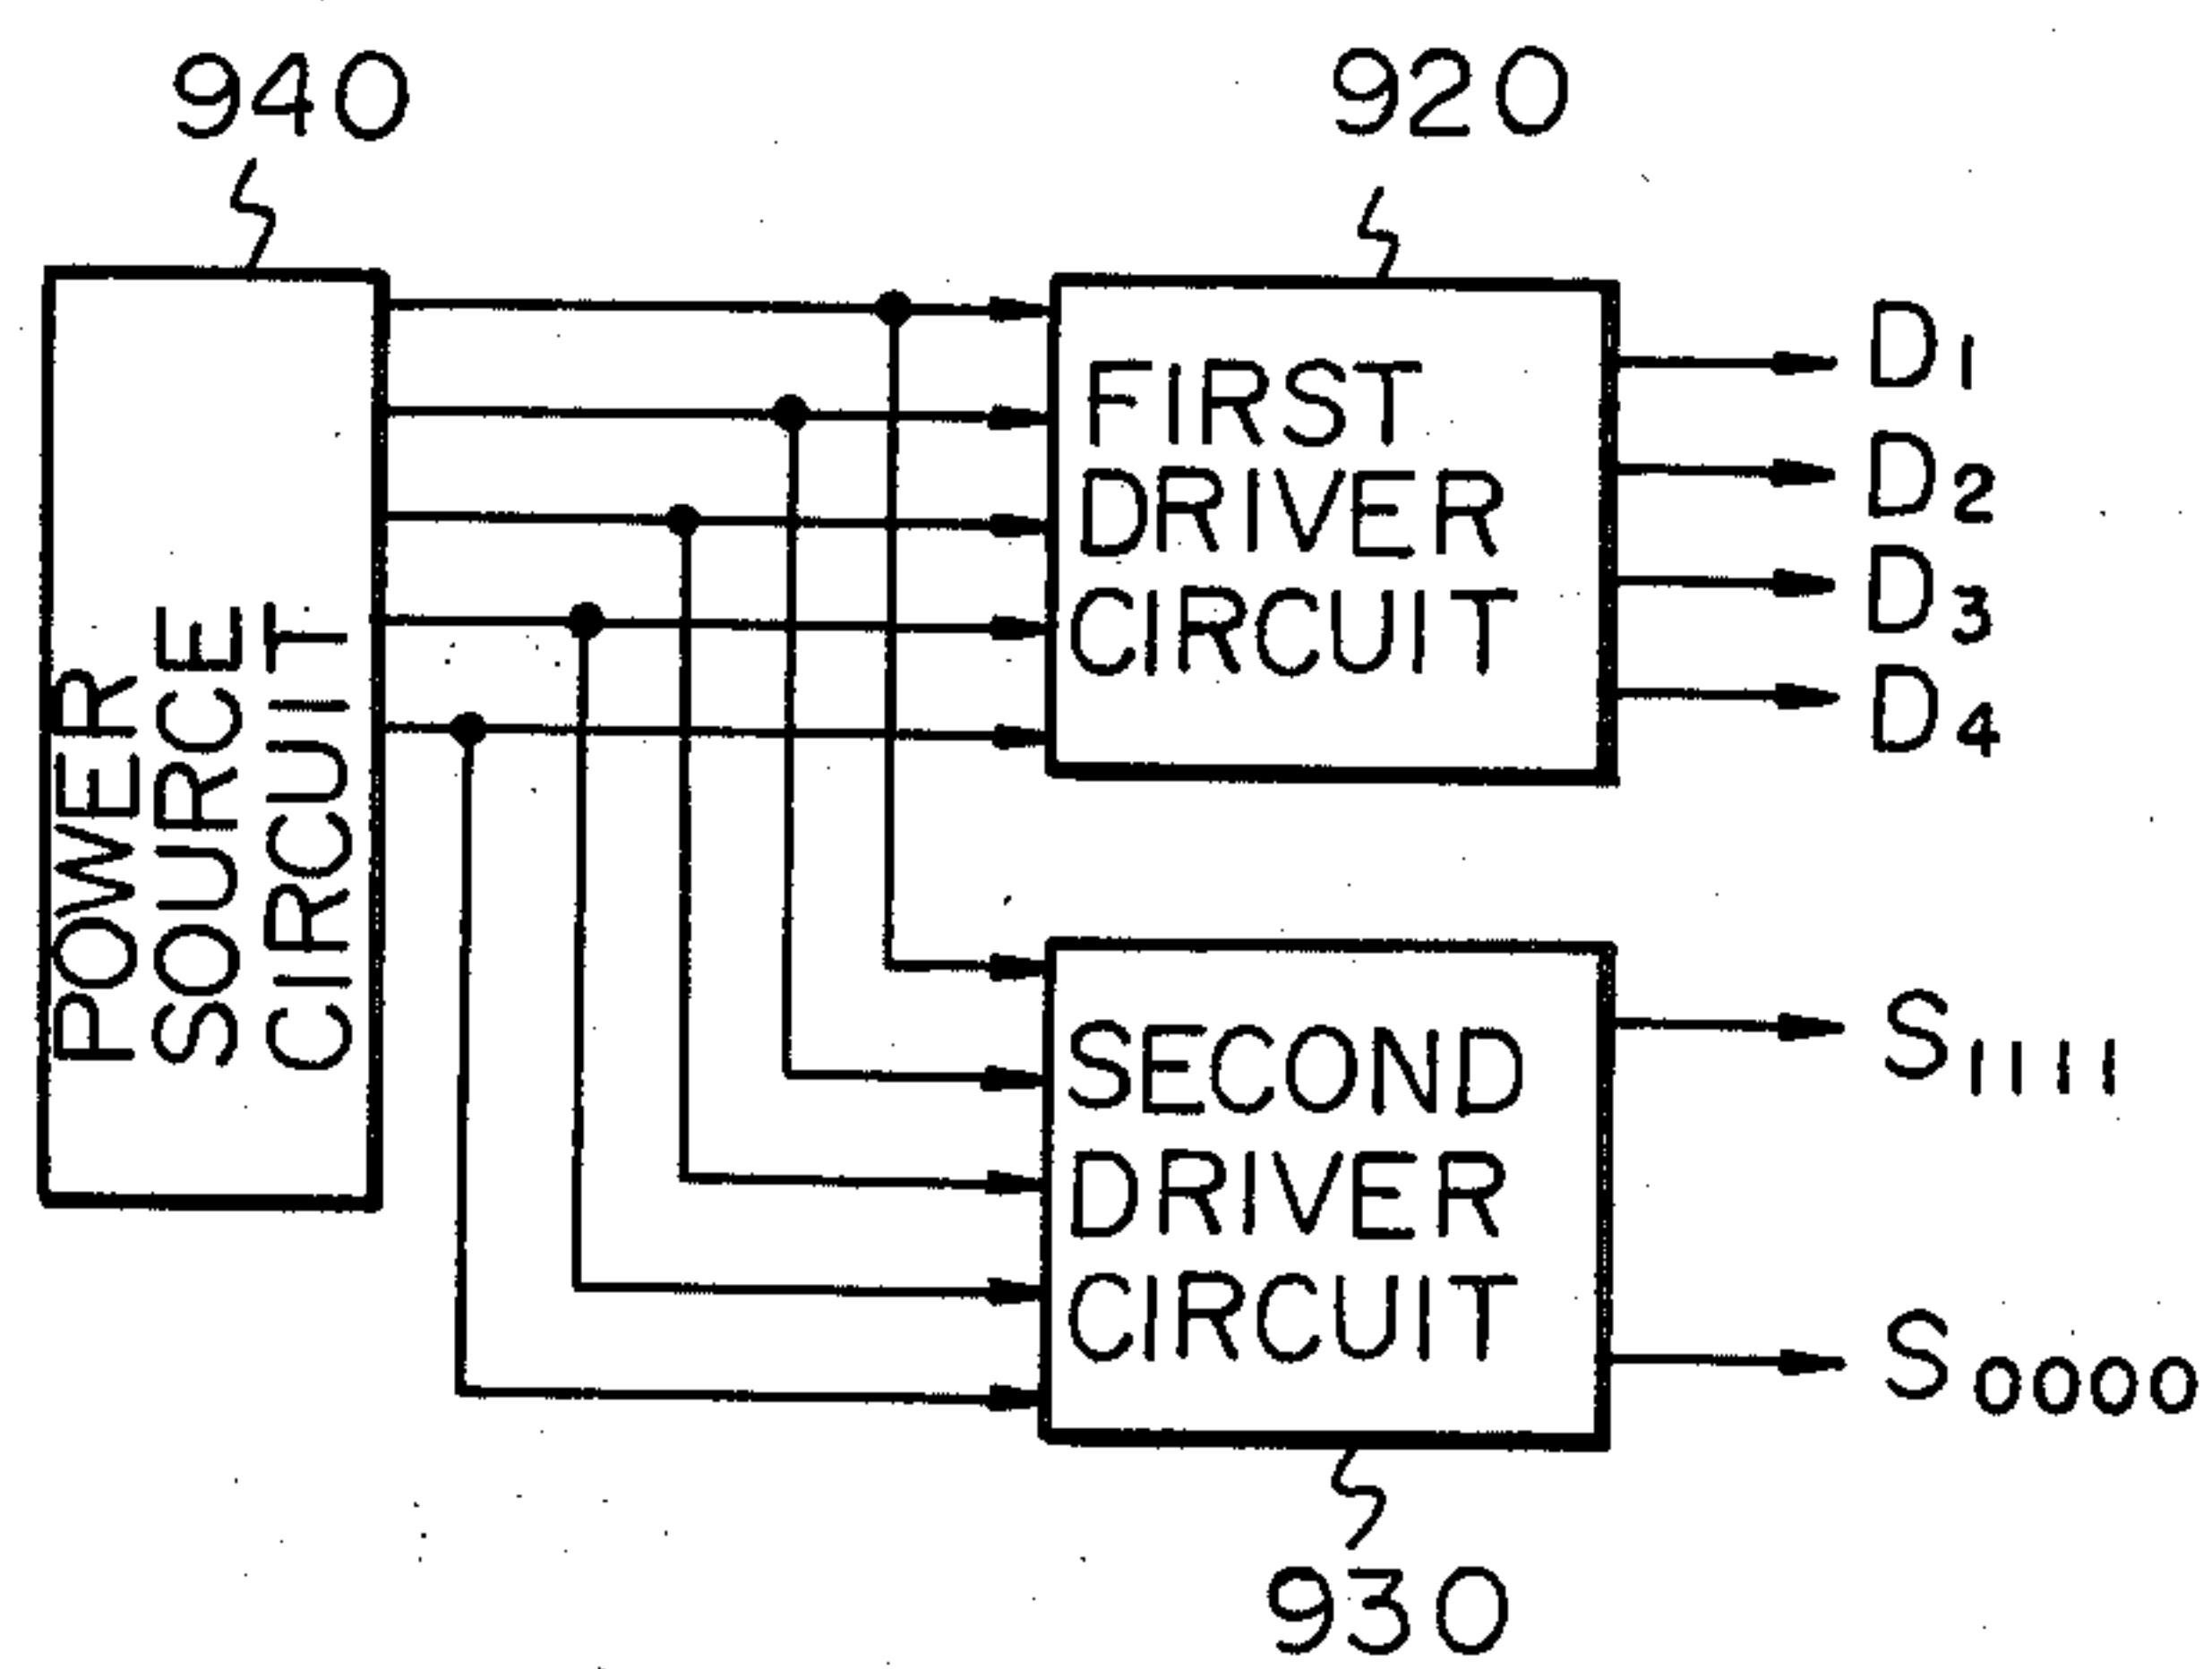 940
920
POWER
SOURCE
CIRCUIT
FIRST
DRIVER
CIRCUIT
D1
D2
D3
D4
SECOND
DRIVER
CIRCUIT
S1111
S0000
930